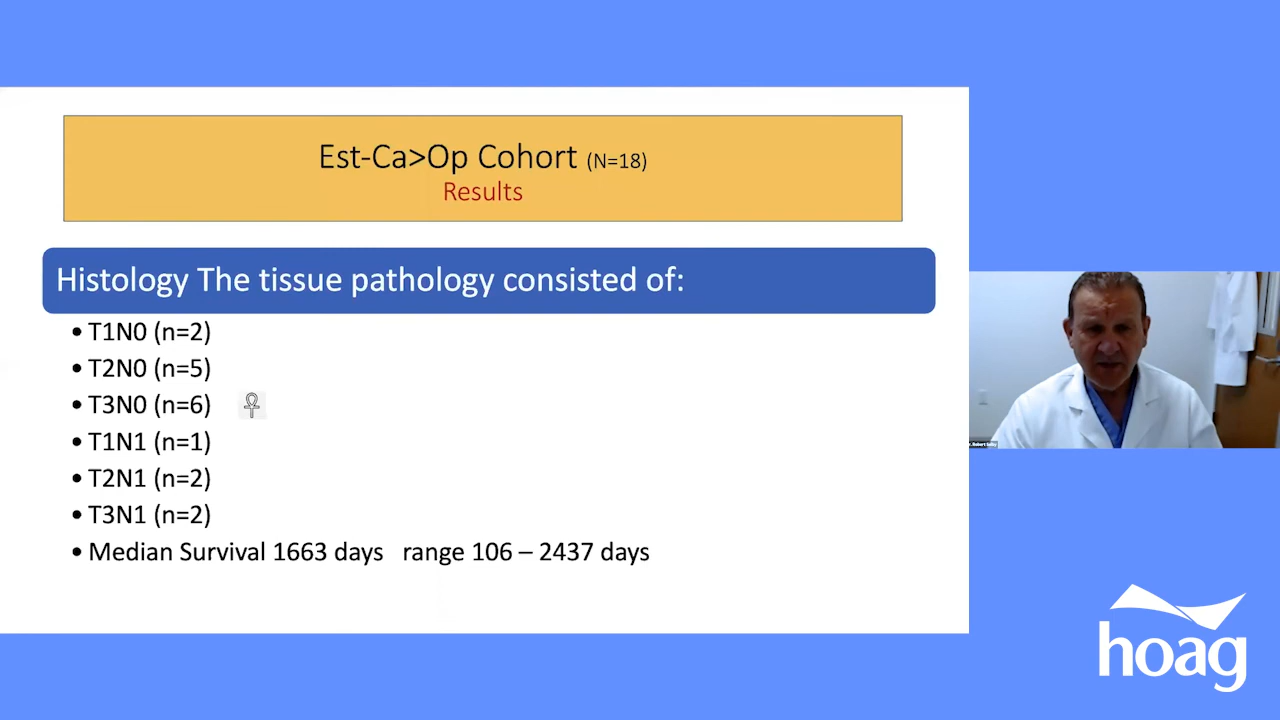 Est-Ca>Op Cohort (N=18)
Results
Histology The tissue pathology consisted of:
• T1N0 (n=2)
• T2N0 (n=5)
• T3N0 (n=6) ☥
• T1N1 (n=1)
• T2N1 (n=2)
• T3N1 (n=2)
• Median Survival 1663 days range 106 – 2437 days
hoag